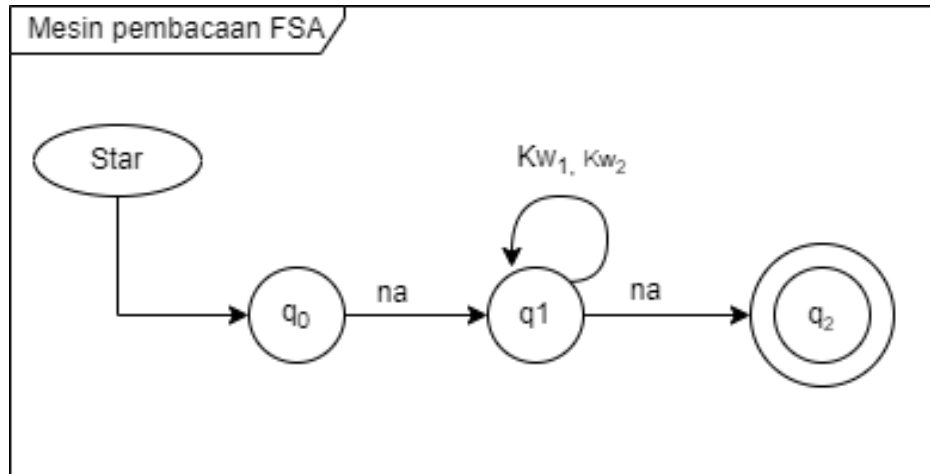 Mesin pembacaan FSA
Star
Kw₁, Kw₂
q₀
na
q1
na
q₂